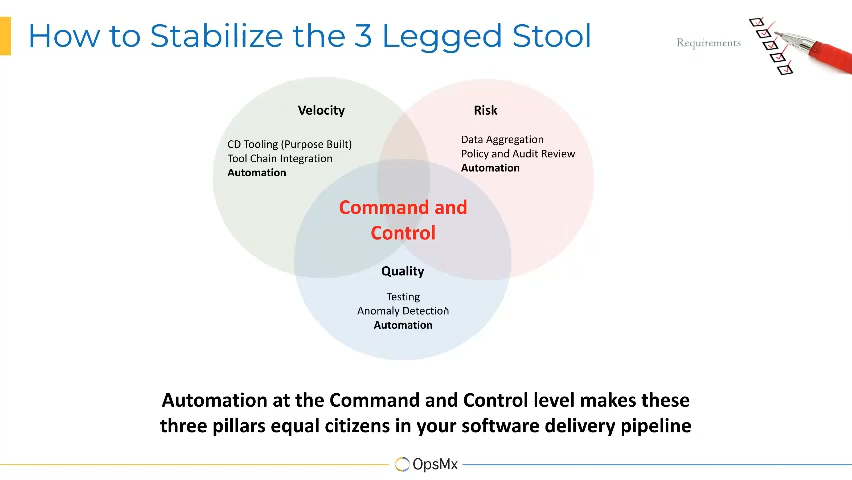 How to Stabilize the 3 Legged Stool
Requirements
Velocity
CD Tooling (Purpose Built)
Tool Chain Integration
Automation
Risk
Data Aggregation
Policy and Audit Review
Automation
Command and
Control
Quality
Testing
Anomaly Detection
Automation
Automation at the Command and Control level makes these
three pillars equal citizens in your software delivery pipeline
OpsMx